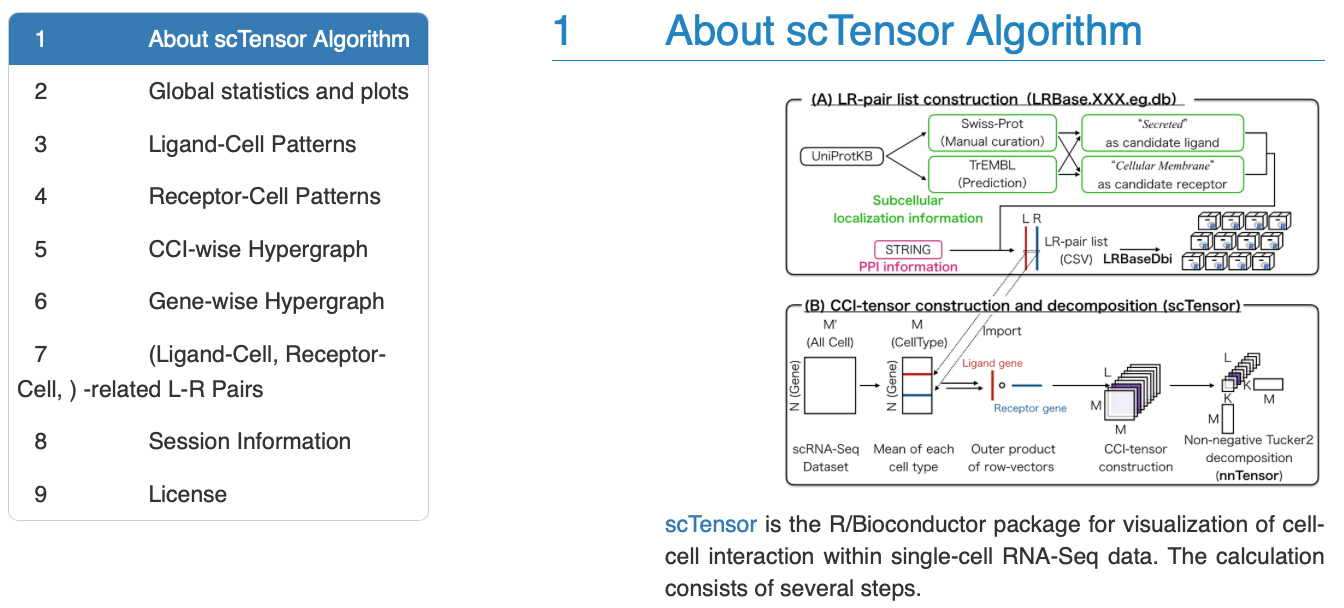 1 About scTensor Algorithm
2 Global statistics and plots
3 Ligand-Cell Patterns
4 Receptor-Cell Patterns
5 CCI-wise Hypergraph
6 Gene-wise Hypergraph
7 (Ligand-Cell, Receptor-
Cell, ) -related L-R Pairs
8 Session Information
9 License
1 About scTensor Algorithm
(A) LR-pair list construction (LRBase.XXX.eg.db)
UniProtKB
Swiss-Prot
(Manual curation)
TrEMBL
(Prediction)
"Secreted"
as candidate ligand
"Cellular Membrane"
as candidate receptor
Subcellular
localization information
STRING
PPI information
L R
LR-pair list
(CSV)
LRBaseDbi
(B) CCI-tensor construction and decomposition (scTensor)
M'
(All Cell)
N (Gene)
scRNA-Seq
Dataset
M
(CellType)
N (Gene)
Mean of each
cell type
Import
Ligand gene
Receptor gene
Outer product
of row-vectors
L
M
M
CCI-tensor
construction
L
K
K
M
M
Non-negative Tucker2
decomposition
(nnTensor)
scTensor is the R/Bioconductor package for visualization of cell-
cell interaction within single-cell RNA-Seq data. The calculation
consists of several steps.